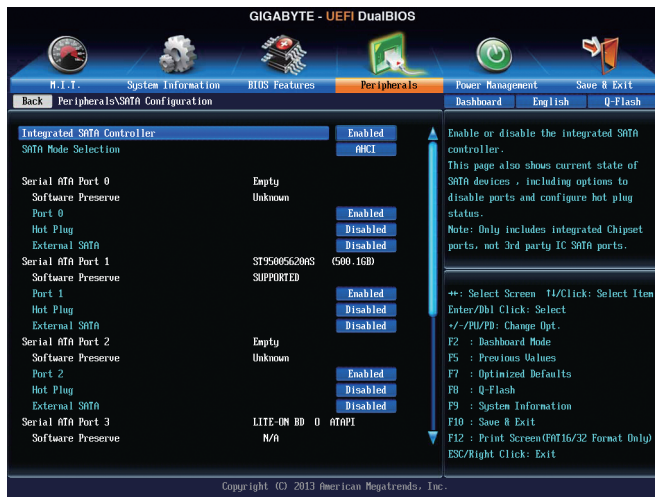 GIGABYTE - UEFI DualBIOS
M.I.T. System Information BIOS Features Peripherals Power Management Save & Exit
Back Peripherals\SATA Configuration Dashboard English Q-Flash
Integrated SATA Controller Enabled
SATA Mode Selection AHCI
Serial ATA Port 0 Empty
Software Preserve Unknown
Port 0 Enabled
Hot Plug Disabled
External SATA Disabled
Serial ATA Port 1 ST95005620AS (500.1GB)
Software Preserve SUPPORTED
Port 1 Enabled
Hot Plug Disabled
External SATA Disabled
Serial ATA Port 2 Empty
Software Preserve Unknown
Port 2 Enabled
Hot Plug Disabled
External SATA Disabled
Serial ATA Port 3 LITE-ON BD O ATAPI
Software Preserve N/A
Enable or disable the integrated SATA
controller.
This page also shows current state of
SATA devices , including options to
disable ports and configure hot plug
status.
Note: Only includes integrated Chipset
ports, not 3rd party IC SATA ports.
→←: Select Screen ↑↓/Click: Select Item
Enter/Dbl Click: Select
+/-/PU/PD: Change Opt.
F2 : Dashboard Mode
F5 : Previous Values
F7 : Optimized Defaults
F8 : Q-Flash
F9 : System Information
F10 : Save & Exit
F12 : Print Screen(FAT16/32 Format Only)
ESC/Right Click: Exit
Copyright (C) 2013 American Megatrends, Inc.